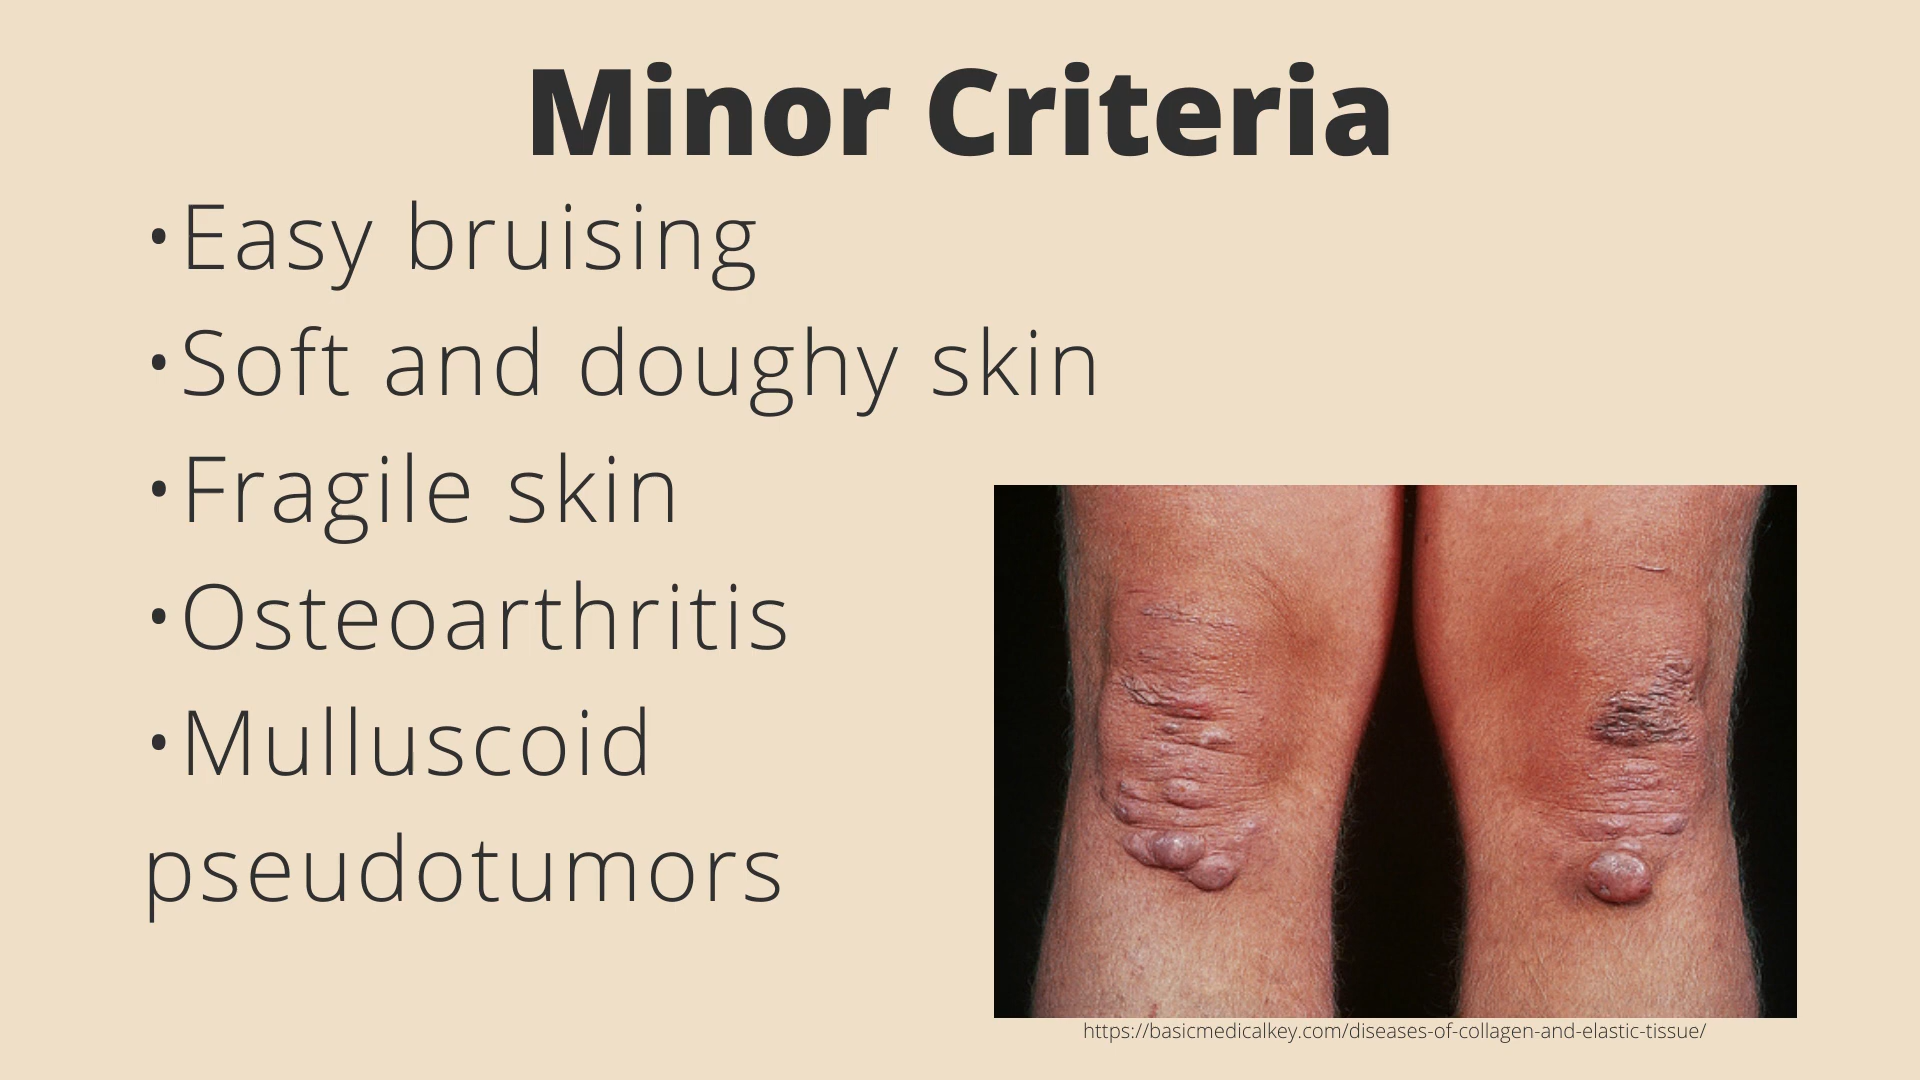 Minor Criteria
•Easy bruising
•Soft and doughy skin
•Fragile skin
•Osteoarthritis
•Mulluscoid
pseudotumors
https://basicmedicalkey.com/diseases-of-collagen-and-elastic-tissue/